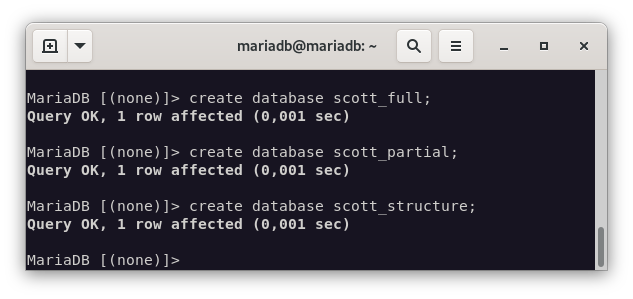 mariadb@mariadb: ~
MariaDB [(none)]> create database scott_full;
Query OK, 1 row affected (0,001 sec)
MariaDB [(none)]> create database scott_partial;
Query OK, 1 row affected (0,001 sec)
MariaDB [(none)]> create database scott_structure;
Query OK, 1 row affected (0,001 sec)
MariaDB [(none)]>